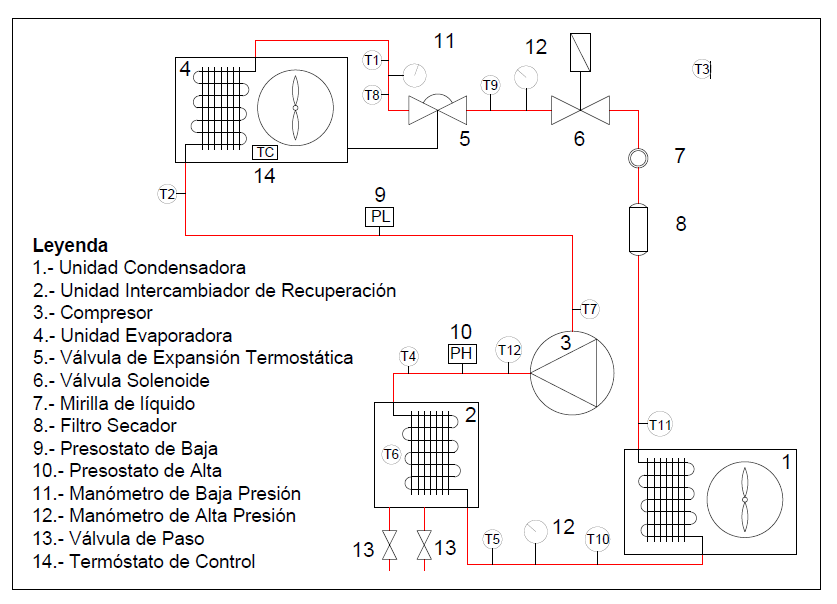 4
T1
11
12
T3
T8
T9
TC
5
6
7
14
T2
9
PL
8
Leyenda
1.- Unidad Condensadora
2.- Unidad Intercambiador de Recuperación
3.- Compresor
4.- Unidad Evaporadora
5.- Válvula de Expansión Termostática
6.- Válvula Solenoide
7.- Mirilla de líquido
8.- Filtro Secador
9.- Presostato de Baja
10.- Presostato de Alta
11.- Manómetro de Baja Presión
12.- Manómetro de Alta Presión
13.- Válvula de Paso
14.- Termóstato de Control
T7
10
3
T4
PH
T12
2
T11
T6
1
13
13
T5
12
T10